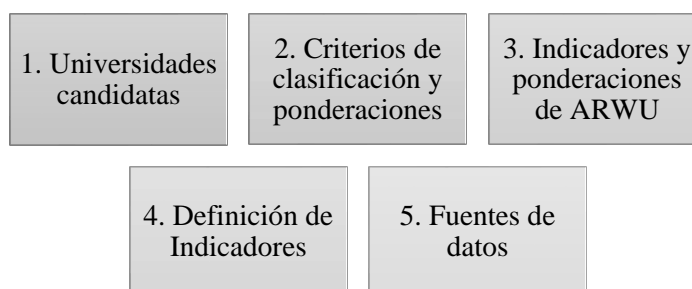 1. Universidades
candidatas
2. Criterios de
clasificación y
ponderaciones
3. Indicadores y
ponderaciones
de ARWU
4. Definición de
Indicadores
5. Fuentes de
datos